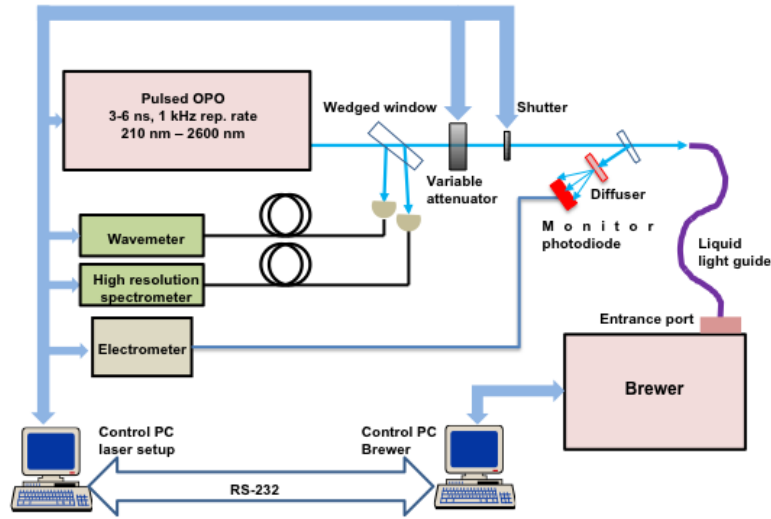 Pulsed OPO
3-6 ns, 1 kHz rep. rate
210 nm – 2600 nm
Wedged window
Shutter
Variable
attenuator
Diffuser
M o n i t o r
photodiode
Wavemeter
High resolution
spectrometer
Liquid
light guide
Entrance port
Electrometer
Brewer
Control PC
laser setup
Control PC
Brewer
RS-232